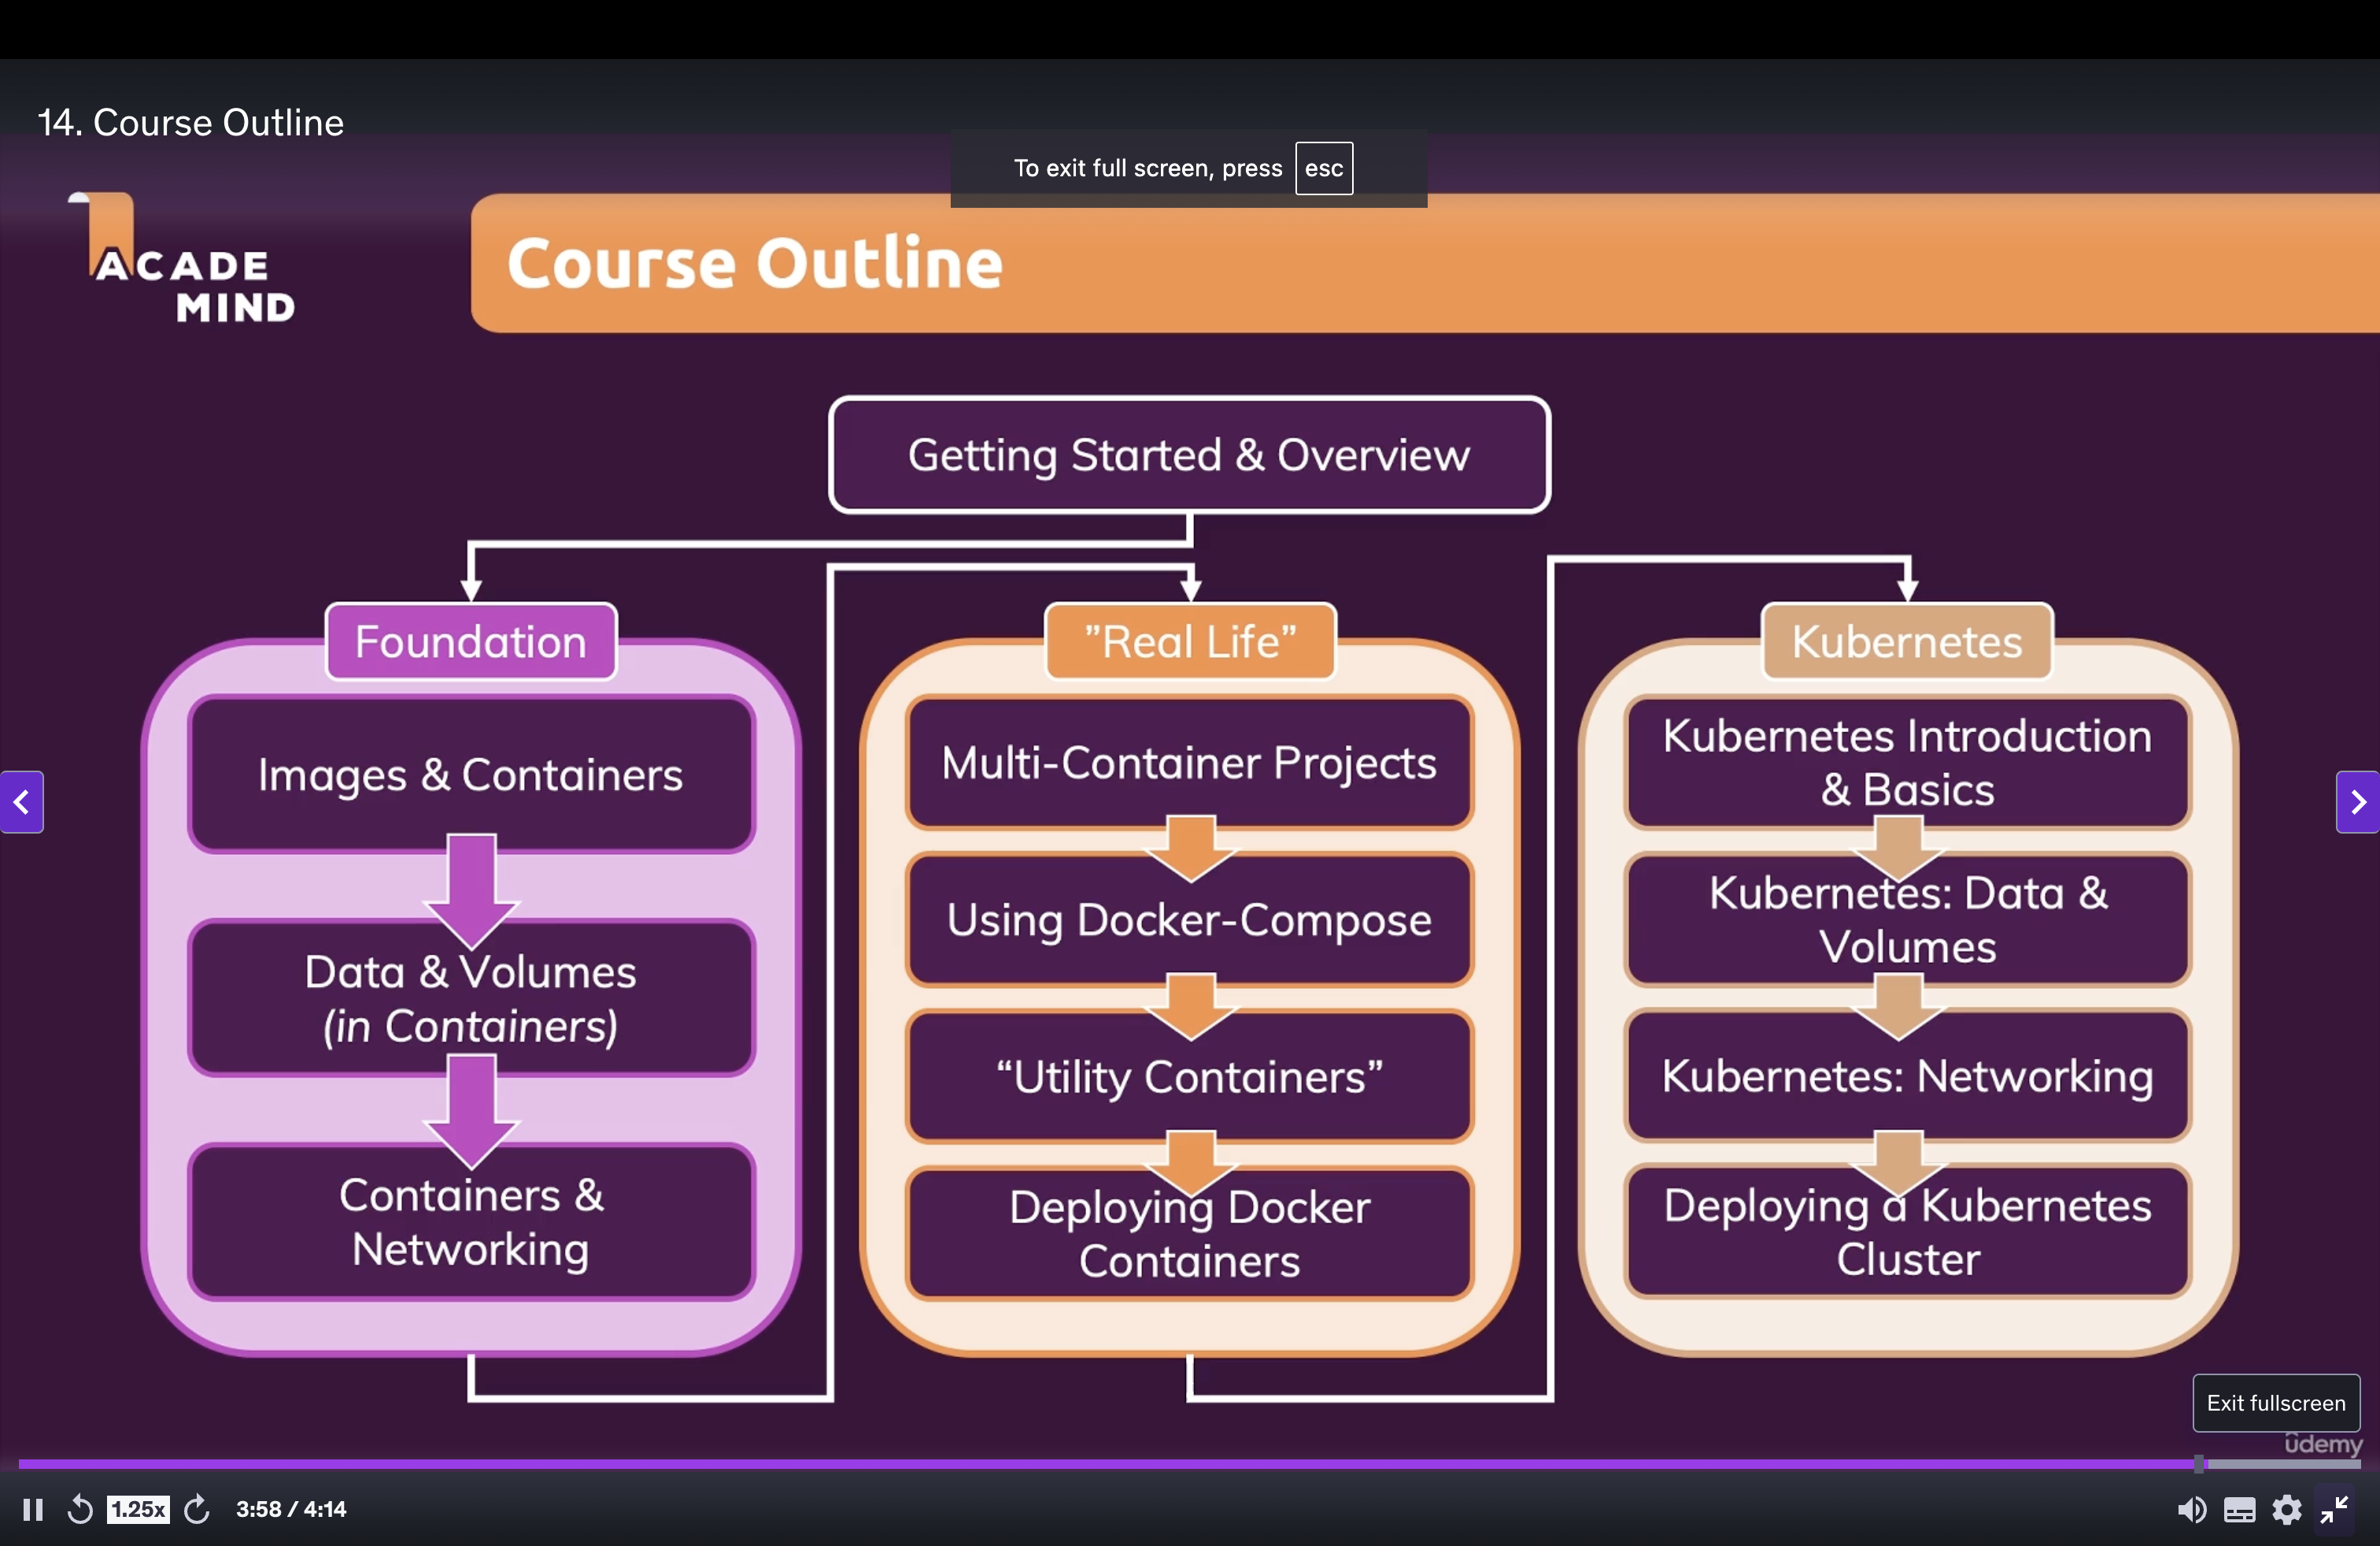 14. Course Outline
To exit full screen, press esc
ACADE
MIND
Course Outline
Getting Started & Overview
Foundation
Images & Containers
Data & Volumes
(in Containers)
Containers &
Networking
”Real Life”
Multi-Container Projects
Using Docker-Compose
“Utility Containers”
Deploying Docker
Containers
Kubernetes
Kubernetes Introduction
& Basics
Kubernetes: Data &
Volumes
Kubernetes: Networking
Deploying a Kubernetes
Cluster
Exit fullscreen
ûdemy
1.25x
3:58 / 4:14